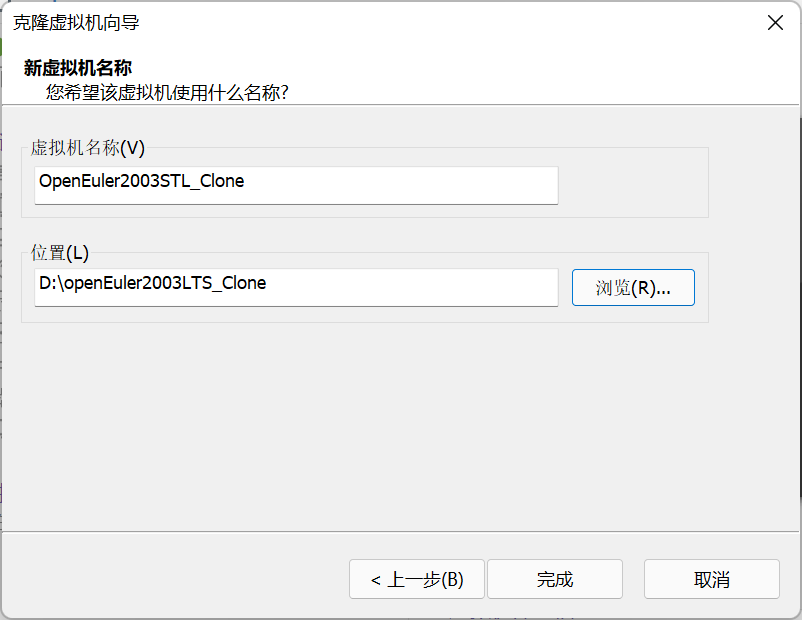 克隆虚拟机向导
新虚拟机名称
您希望该虚拟机使用什么名称?
虚拟机名称(V)
OpenEuler2003STL_Clone
位置(L)
D:\openEuler2003LTS_Clone
浏览(R)...
< 上一步(B)
完成
取消